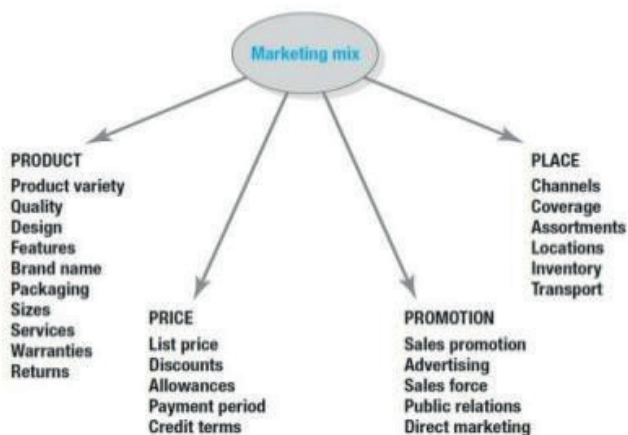 Marketing mix
PRODUCT
Product variety
Quality
Design
Features
Brand name
Packaging
Sizes
Services
Warranties
Returns
PRICE
List price
Discounts
Allowances
Payment period
Credit terms
PROMOTION
Sales promotion
Advertising
Sales force
Public relations
Direct marketing
PLACE
Channels
Coverage
Assortments
Locations
Inventory
Transport